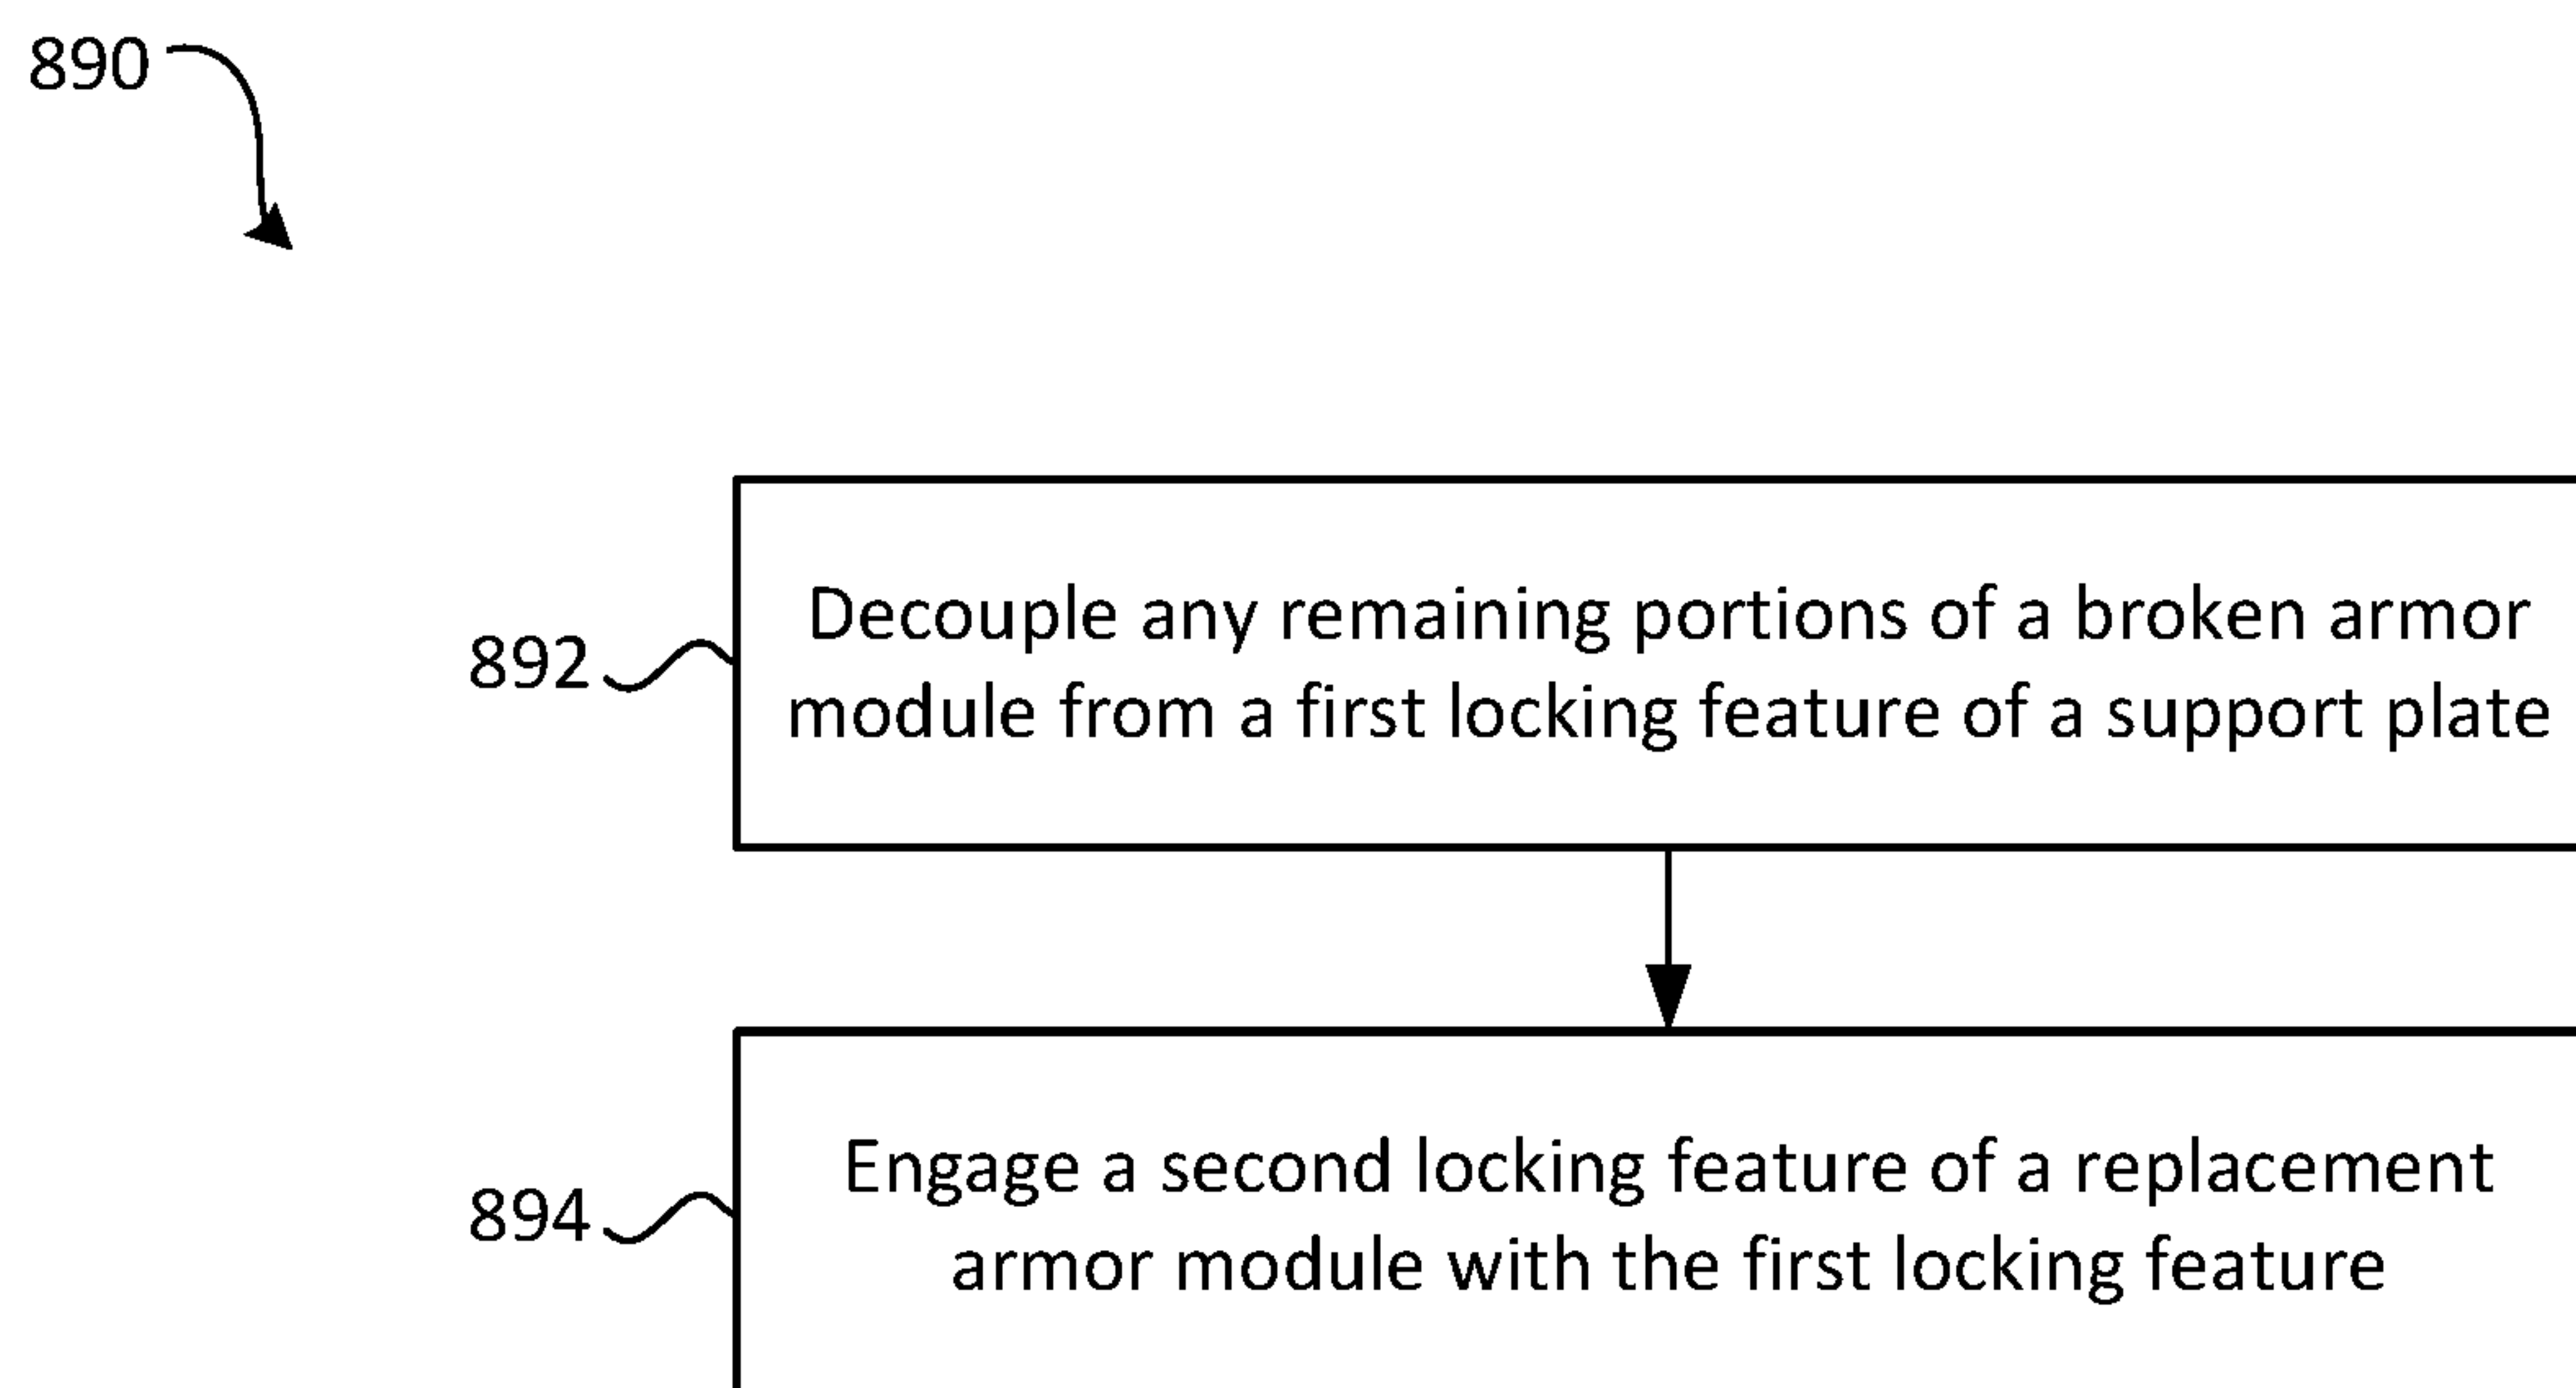 890
892
Decouple any remaining portions of a broken armor
module from a first locking feature of a support plate
894
Engage a second locking feature of a replacement
armor module with the first locking feature